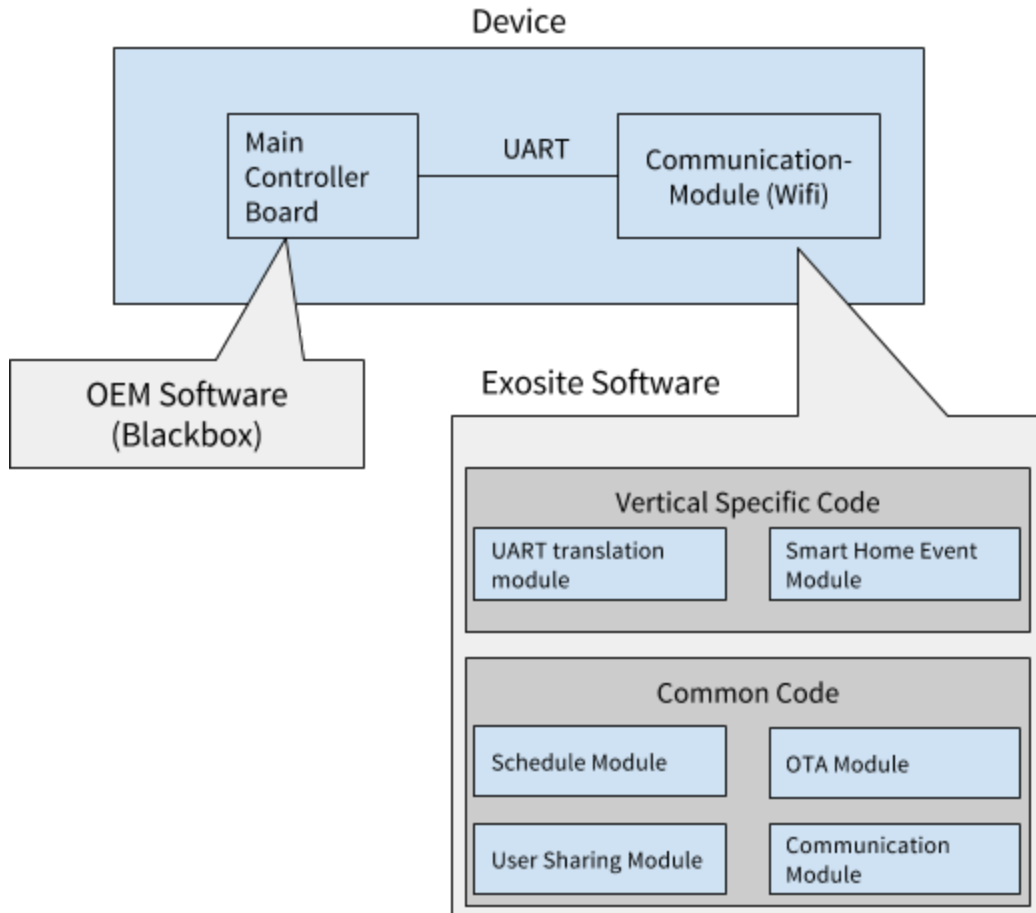 Device
Main
Controller
Board
UART
Communication-
Module (Wifi)
OEM Software
(Blackbox)
Exosite Software
Vertical Specific Code
UART translation
module
Smart Home Event
Module
Common Code
Schedule Module
OTA Module
User Sharing Module
Communication
Module